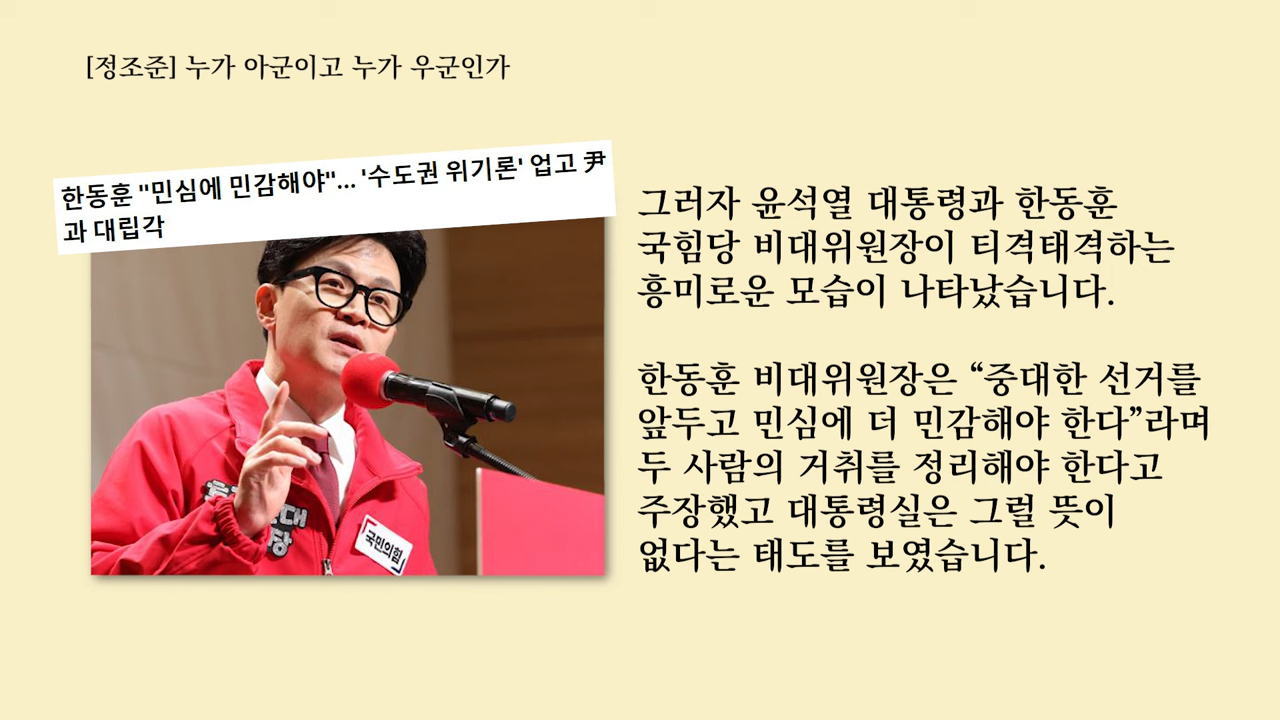 [정조준] 누가 아군이고 누가 우군인가
한동훈 "민심에 민감해야"... '수도권 위기론' 업고 尹
과 대립각
그러자 윤석열 대통령과 한동훈
국힘당 비대위원장이 티격태격하는
흥미로운 모습이 나타났습니다.
한동훈 비대위원장은 “중대한 선거를
앞두고 민심에 더 민감해야 한다”라며
두 사람의 거취를 정리해야 한다고
주장했고 대통령실은 그럴 뜻이
없다는 태도를 보였습니다.
국민의힘